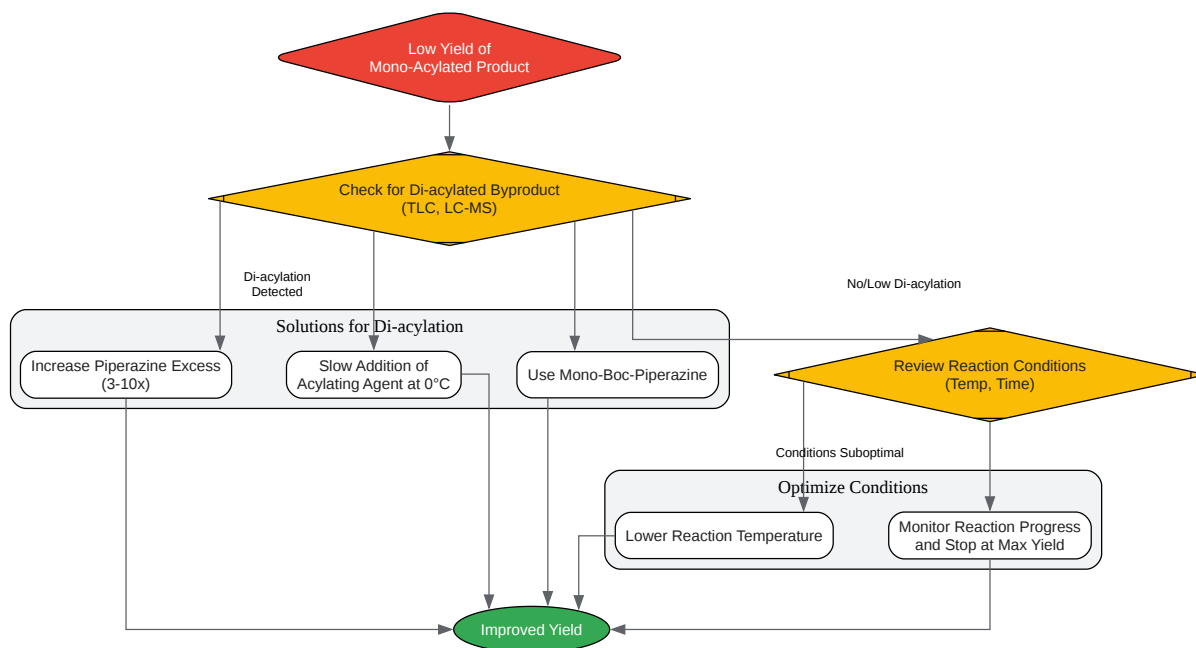 Low Yield of
Mono-Acylated Product
Check for Di-acylated Byproduct
(TLC, LC-MS)
Di-acylation
Detected
No/Low Di-acylation
Solutions for Di-acylation
Increase Piperazine Excess
(3-10x)
Slow Addition of
Acylating Agent at 0°C
Use Mono-Boc-Piperazine
Review Reaction Conditions
(Temp, Time)
Conditions Suboptimal
Optimize Conditions
Lower Reaction Temperature
Monitor Reaction Progress
and Stop at Max Yield
Improved Yield